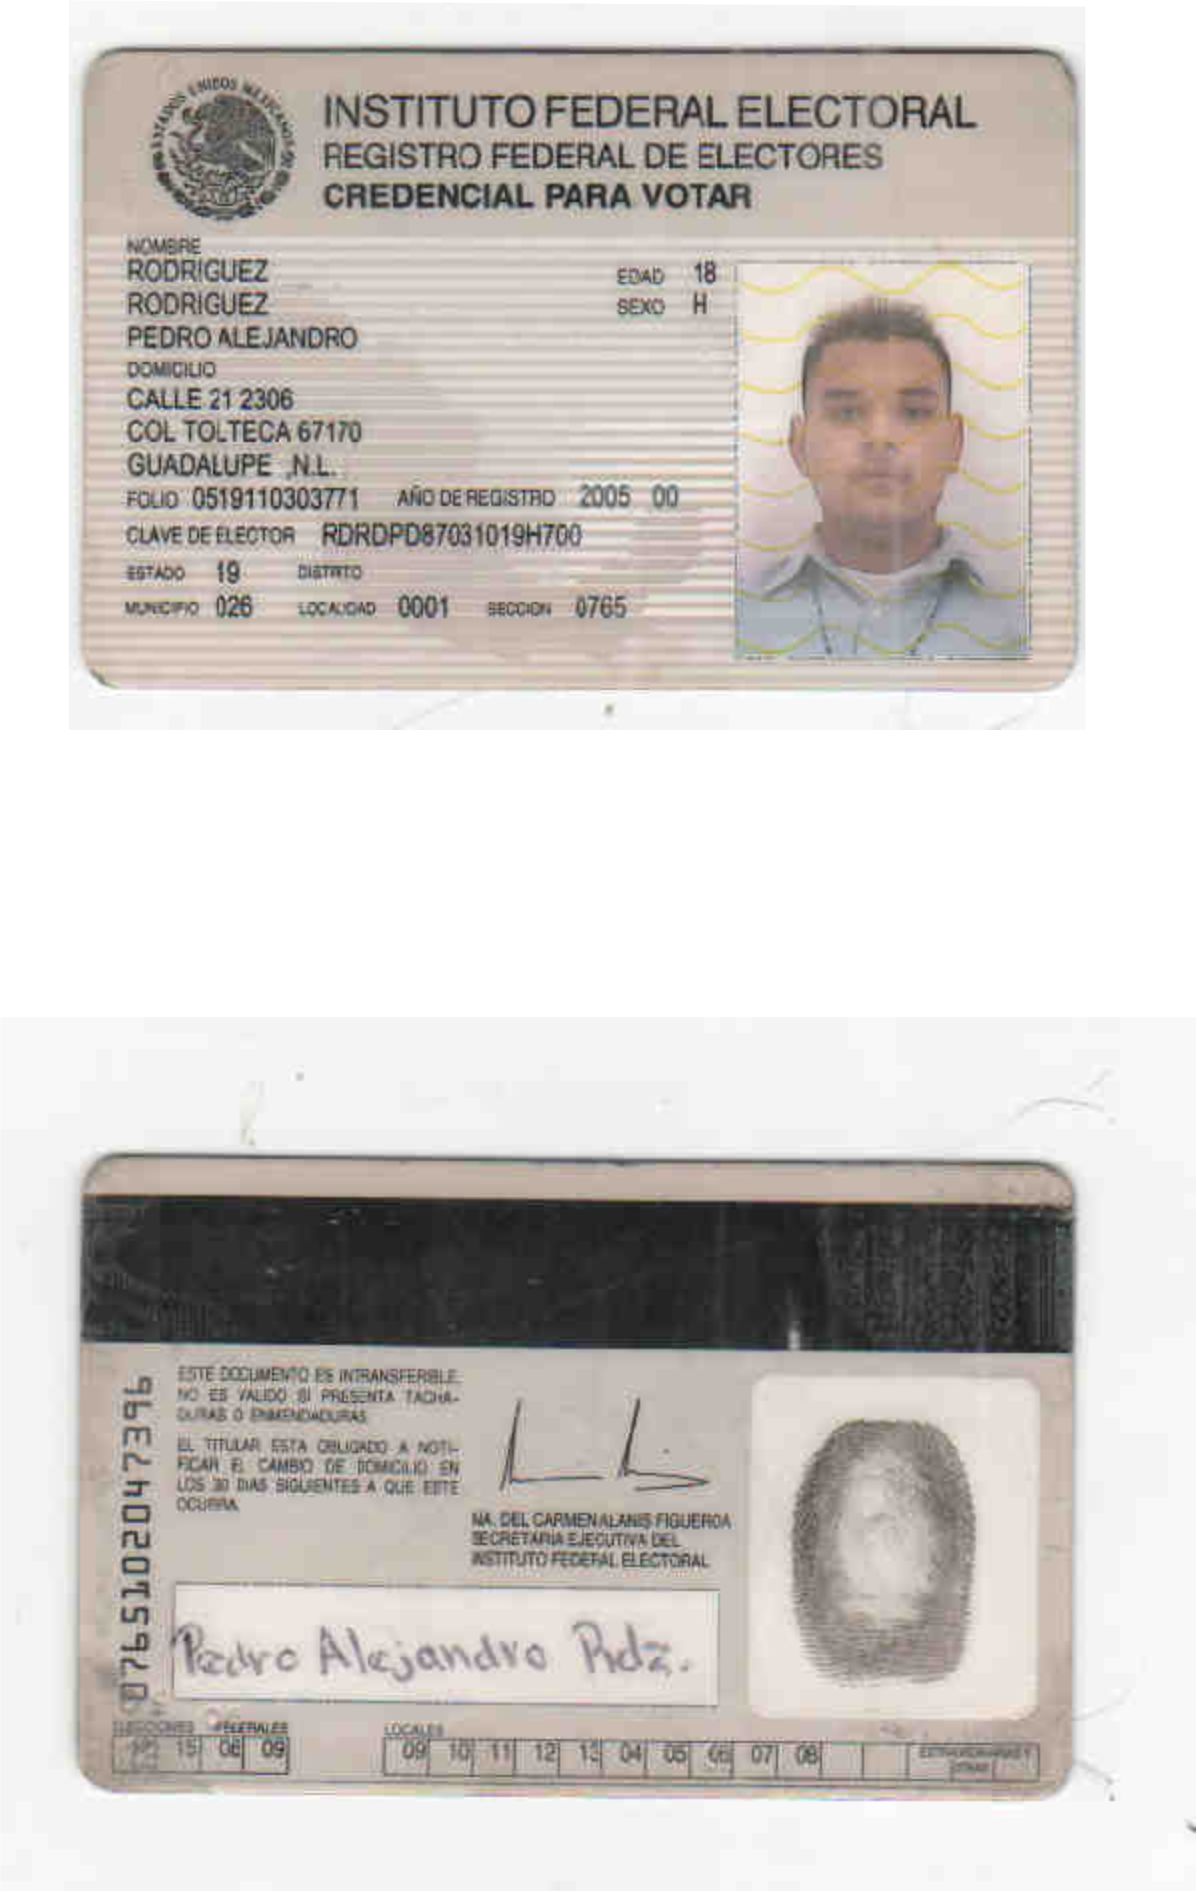 ESTADOS UNIDOS MEXICANOS
INSTITUTO FEDERAL ELECTORAL
REGISTRO FEDERAL DE ELECTORES
CREDENCIAL PARA VOTAR
NOMBRE
RODRIGUEZ
RODRIGUEZ
PEDRO ALEJANDRO
EDAD 18
SEXO H
DOMICILIO
CALLE 21 2306
COL TOLTECA 67170
GUADALUPE ,N.L.
FOLIO 0519110303771 AÑO DE REGISTRO 2005 00
CLAVE DE ELECTOR RDRDPD87031019H700
ESTADO 19 DISTRITO
MUNICIPIO 026 LOCALIDAD 0001 SECCION 0765
0765102047396
ESTE DOCUMENTO ES INTRANSFERIBLE.
NO ES VALIDO SI PRESENTA TACHA-
DURAS O ENMENDADURAS
EL TITULAR ESTA OBLIGADO A NOTI-
FICAR EL CAMBIO DE DOMICILIO EN
LOS 30 DIAS SIGUIENTES A QUE ESTE
OCURRA.
MA. DEL CARMEN ALANIS FIGUEROA
SECRETARIA EJECUTIVA DEL
INSTITUTO FEDERAL ELECTORAL
Pedro Alejandro Rdz.
ELECCIONES FEDERALES
15 06 09
LOCALES
09 10 11 12 13 04 05 06 07 08
EXTRAORDINARIAS Y
OTRAS